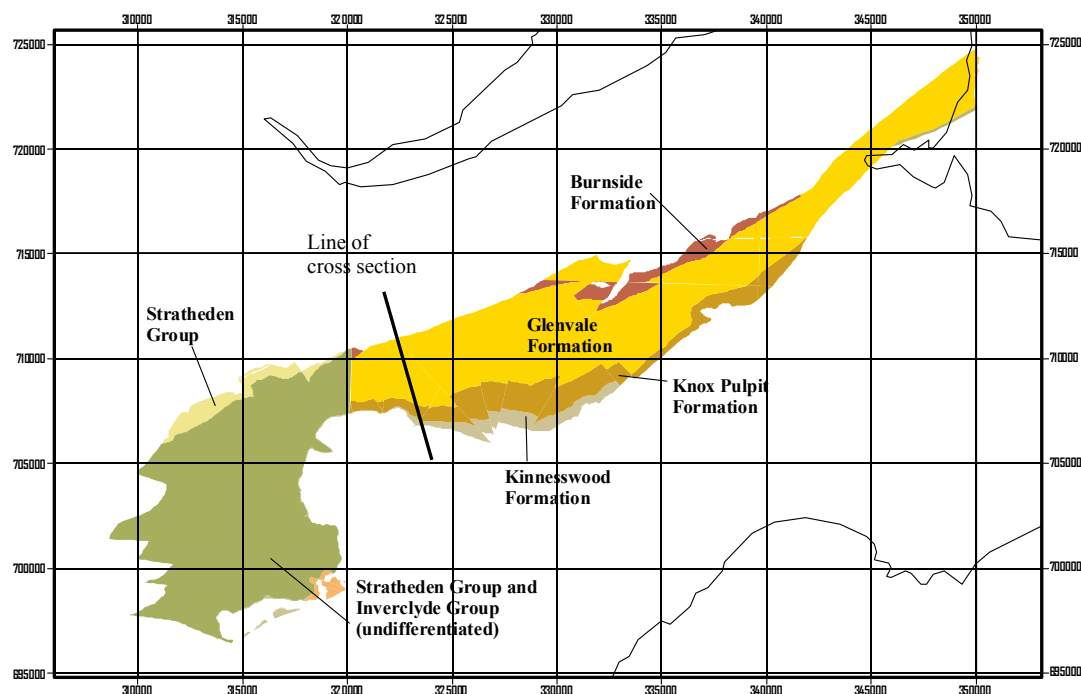 310000 315000 320000 325000 330000 335000 340000 345000 350000
725000 725000
720000 720000
Burnside
Formation
715000 715000
Line of
cross section
Stratheden
Group
Glenvale
Formation
710000 710000
Knox Pulpit
Formation
705000 705000
Kinnesswood
Formation
700000 700000
Stratheden Group and
Inverclyde Group
(undifferentiated)
695000 695000
310000 315000 320000 325000 330000 335000 340000 345000 350000